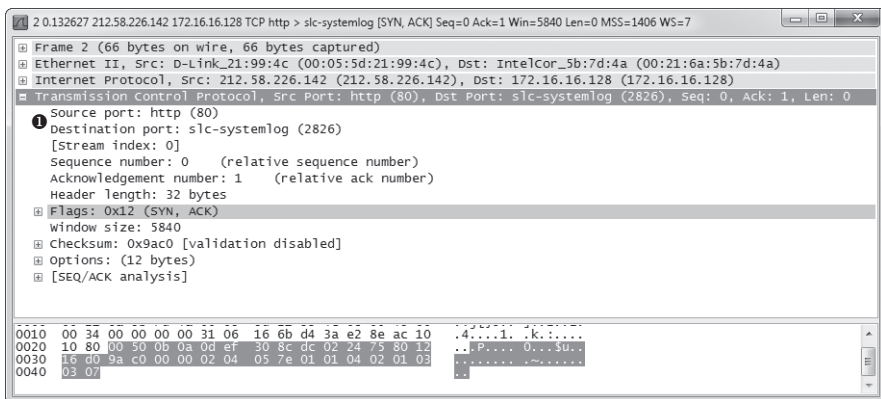 2 0.132627 212.58.226.142 172.16.16.128 TCP http > slc-systemlog [SYN, ACK] Seq=0 Ack=1 Win=5840 Len=0 MSS=1406 WS=7
Frame 2 (66 bytes on wire, 66 bytes captured)
Ethernet II, Src: D-Link_21:99:4c (00:05:5d:21:99:4c), Dst: IntelCor_5b:7d:4a (00:21:6a:5b:7d:4a)
Internet Protocol, Src: 212.58.226.142 (212.58.226.142), Dst: 172.16.16.128 (172.16.16.128)
Transmission Control Protocol, Src Port: http (80), Dst Port: slc-systemlog (2826), Seq: 0, Ack: 1, Len: 0
❶ Source port: http (80)
Destination port: slc-systemlog (2826)
[Stream index: 0]
Sequence number: 0 (relative sequence number)
Acknowledgement number: 1 (relative ack number)
Header length: 32 bytes
Flags: 0x12 (SYN, ACK)
Window size: 5840
Checksum: 0x9ac0 [validation disabled]
Options: (12 bytes)
[SEQ/ACK analysis]
0010 00 34 00 00 00 00 31 06 16 6b d4 3a e2 8e ac 10 .4....1. .k.:....
0020 10 80 00 50 0b 0a 0d ef 30 8c dc 02 24 75 80 12 ...P.... 0...$u..
0030 16 d0 9a c0 00 00 02 04 05 7e 01 01 04 02 01 03 ........ .~......
0040 03 07 ..